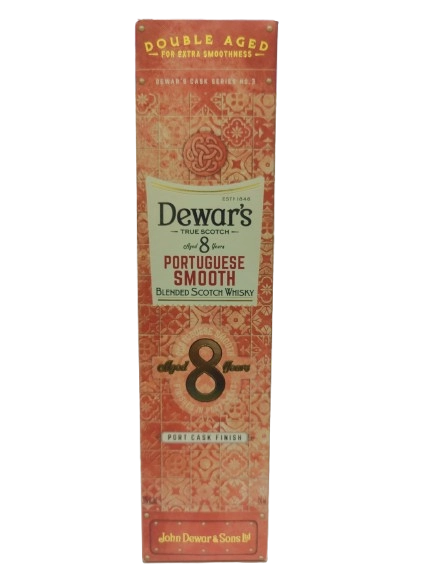 DOUBLE AGED
FOR EXTRA SMOOTHNESS
DEWAR'S CASK SERIES NO.3
ESTD 1846
Dewar's
TRUE SCOTCH
Aged 8 Years
PORTUGUESE
SMOOTH
BLENDED SCOTCH WHISKY
Aged 8 Years
PORT CASK FINISH
John Dewar & Sons Ltd